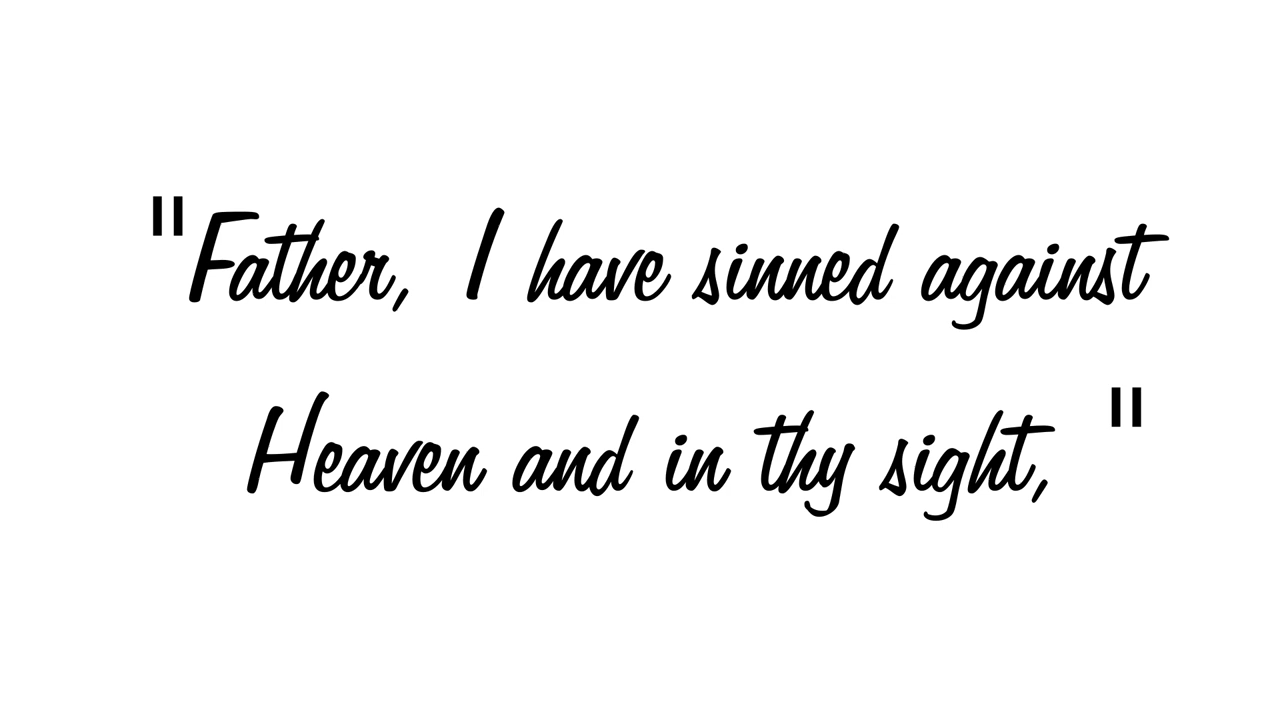 "Father, I have sinned against
Heaven and in thy sight, "